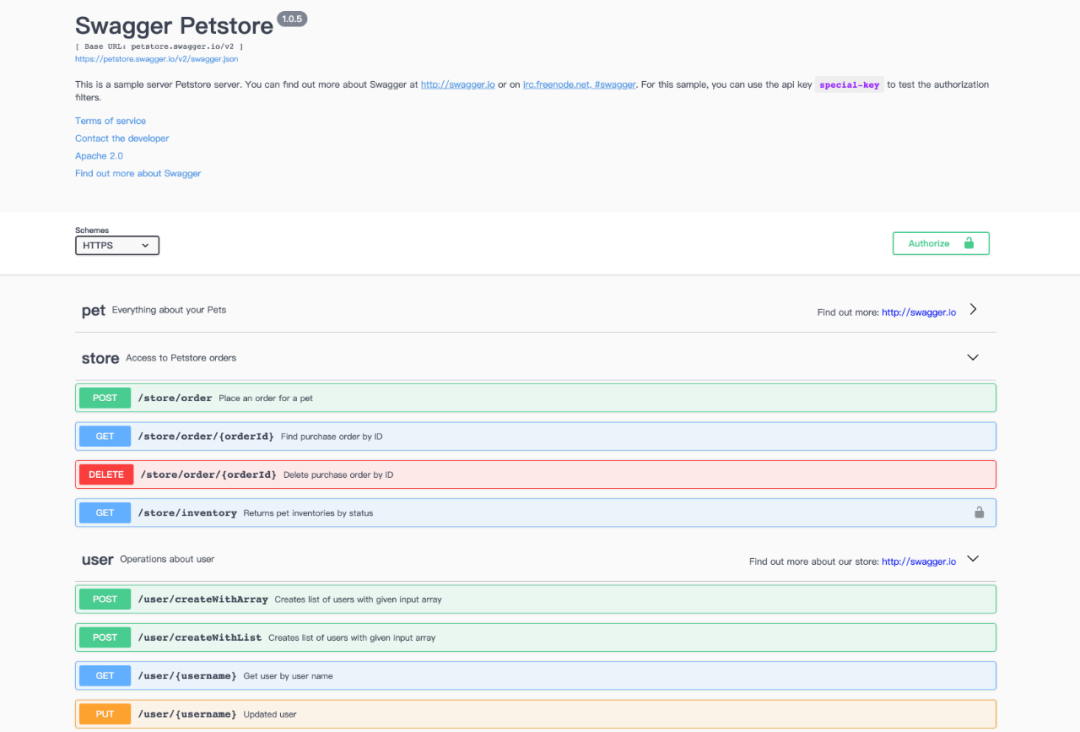 Swagger Petstore 1.0.5
[ Base URL: petstore.swagger.io/v2 ]
https://petstore.swagger.io/v2/swagger.json
This is a sample server Petstore server. You can find out more about Swagger at http://swagger.io or on irc.freenode.net, #swagger. For this sample, you can use the api key special-key to test the authorization
filters.
Terms of service
Contact the developer
Apache 2.0
Find out more about Swagger
Schemes
HTTPS
Authorize
pet Everything about your Pets Find out more: http://swagger.io
store Access to Petstore orders
POST /store/order Place an order for a pet
GET /store/order/{orderId} Find purchase order by ID
DELETE /store/order/{orderId} Delete purchase order by ID
GET /store/inventory Returns pet inventories by status
user Operations about user Find out more about our store: http://swagger.io
POST /user/createWithArray Creates list of users with given input array
POST /user/createWithList Creates list of users with given input array
GET /user/{username} Get user by user name
PUT /user/{username} Updated user